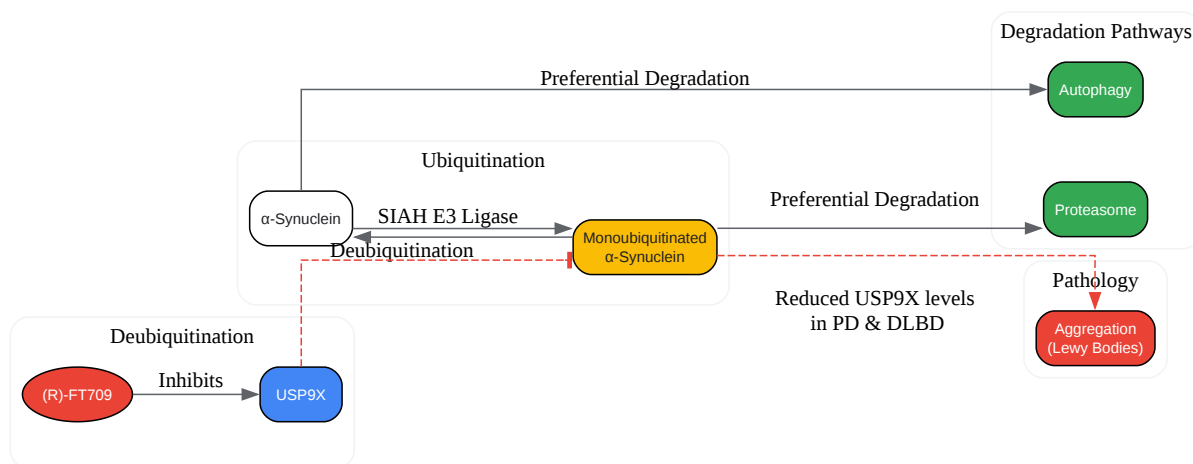 Degradation Pathways
Preferential Degradation
Autophagy
Ubiquitination
α-Synuclein
SIAH E3 Ligase
Preferential Degradation
Proteasome
Monoubiquitinated
α-Synuclein
Deubiquitination
Reduced USP9X levels
in PD & DLBD
Pathology
Aggregation
(Lewy Bodies)
Deubiquitination
(R)-FT709
Inhibits
USP9X